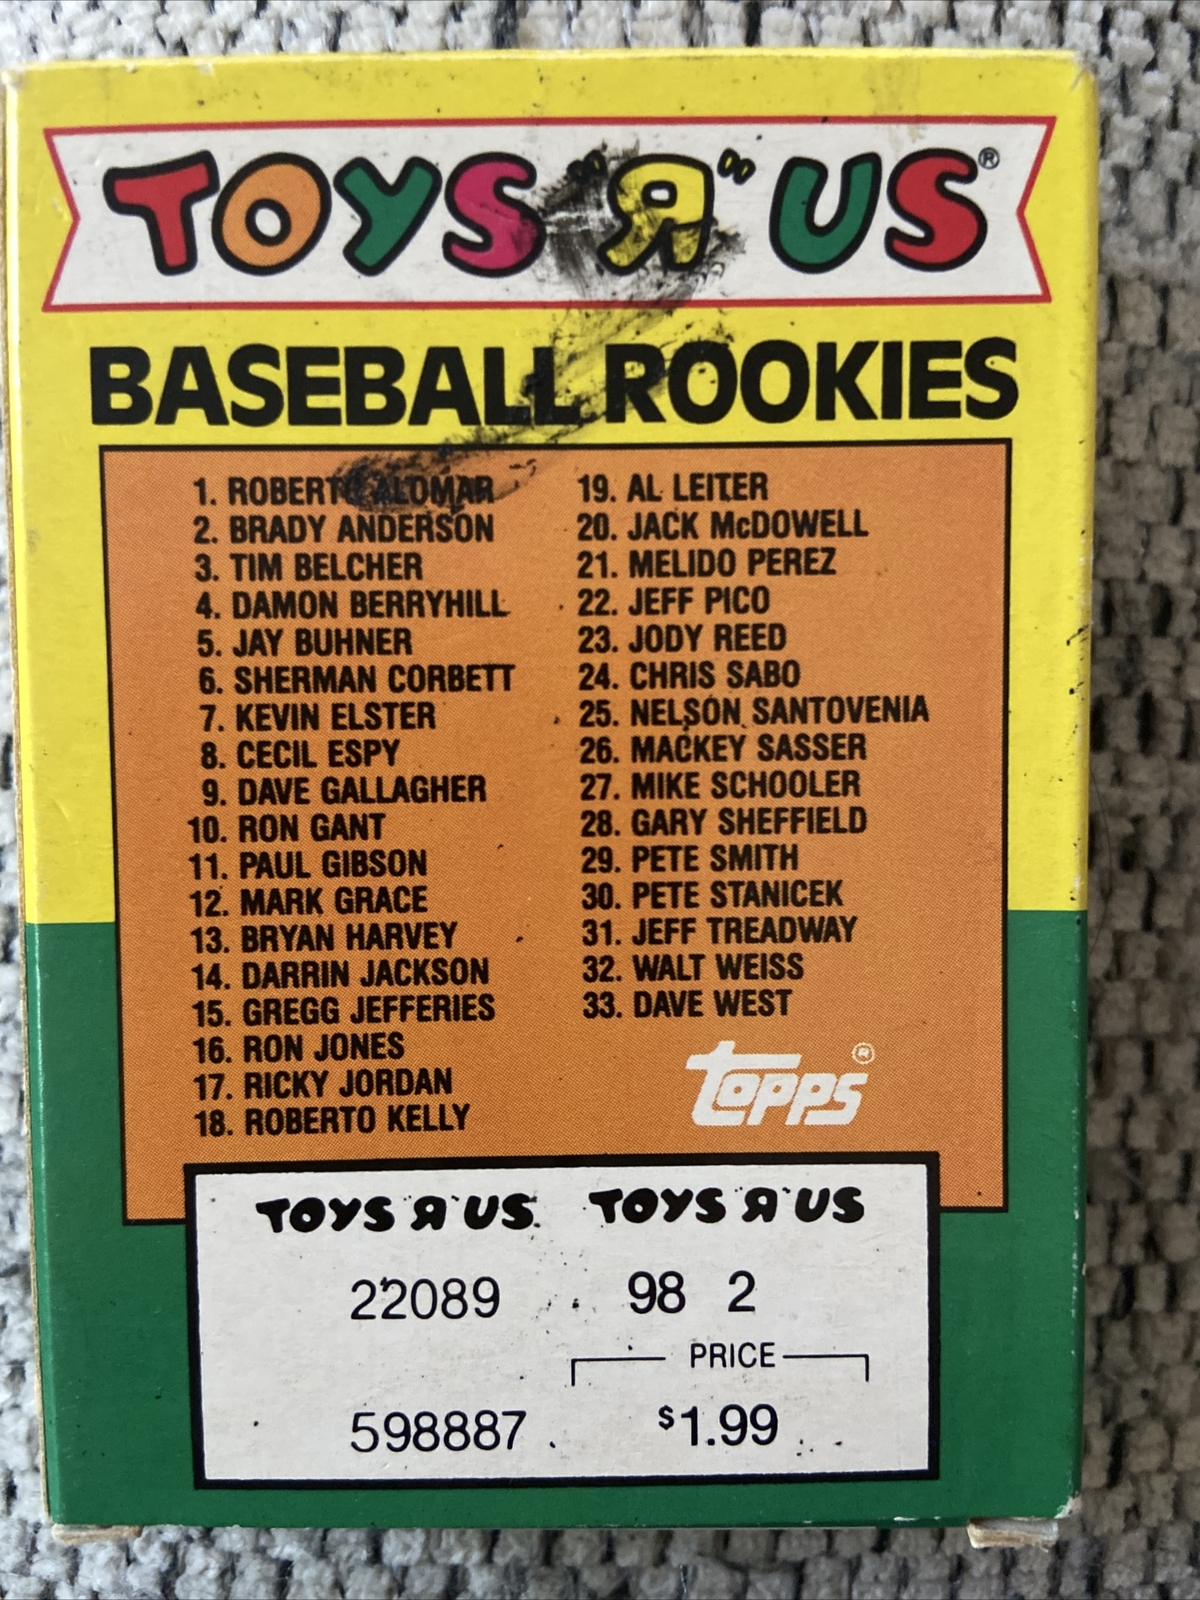 TOYS "R" US®
BASEBALL ROOKIES
1. ROBERTO ALOMAR
2. BRADY ANDERSON
3. TIM BELCHER
4. DAMON BERRYHILL
5. JAY BUHNER
6. SHERMAN CORBETT
7. KEVIN ELSTER
8. CECIL ESPY
9. DAVE GALLAGHER
10. RON GANT
11. PAUL GIBSON
12. MARK GRACE
13. BRYAN HARVEY
14. DARRIN JACKSON
15. GREGG JEFFERIES
16. RON JONES
17. RICKY JORDAN
18. ROBERTO KELLY
19. AL LEITER
20. JACK McDOWELL
21. MELIDO PEREZ
22. JEFF PICO
23. JODY REED
24. CHRIS SABO
25. NELSON SANTOVENIA
26. MACKEY SASSER
27. MIKE SCHOOLER
28. GARY SHEFFIELD
29. PETE SMITH
30. PETE STANICEK
31. JEFF TREADWAY
32. WALT WEISS
33. DAVE WEST
TOPPS®
TOYS "R" US TOYS "R" US
22089 98 2
PRICE
598887 $1.99